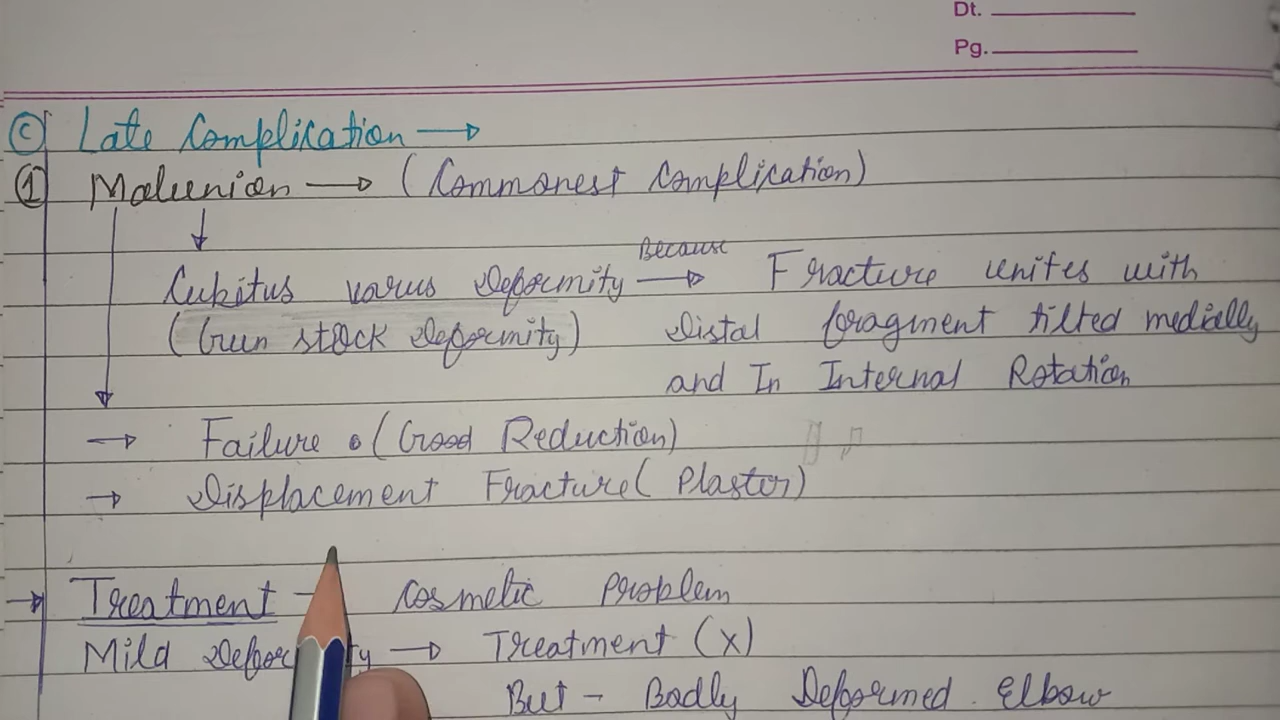 Dt.
Pg.
Ⓒ Late Complication →
① Malunion → (Commonest Complication)
↓
Cubitus varus Deformity Because → Fracture unites with
(Gun stock Deformity) Distal fragment tilted medially
and In Internal Rotation
→ Failure (Good Reduction)
→ Displacement Fracture (Plaster)
→ Treatment – Cosmetic Problem
Mild Deformity → Treatment (x)
But – Badly Deformed Elbow